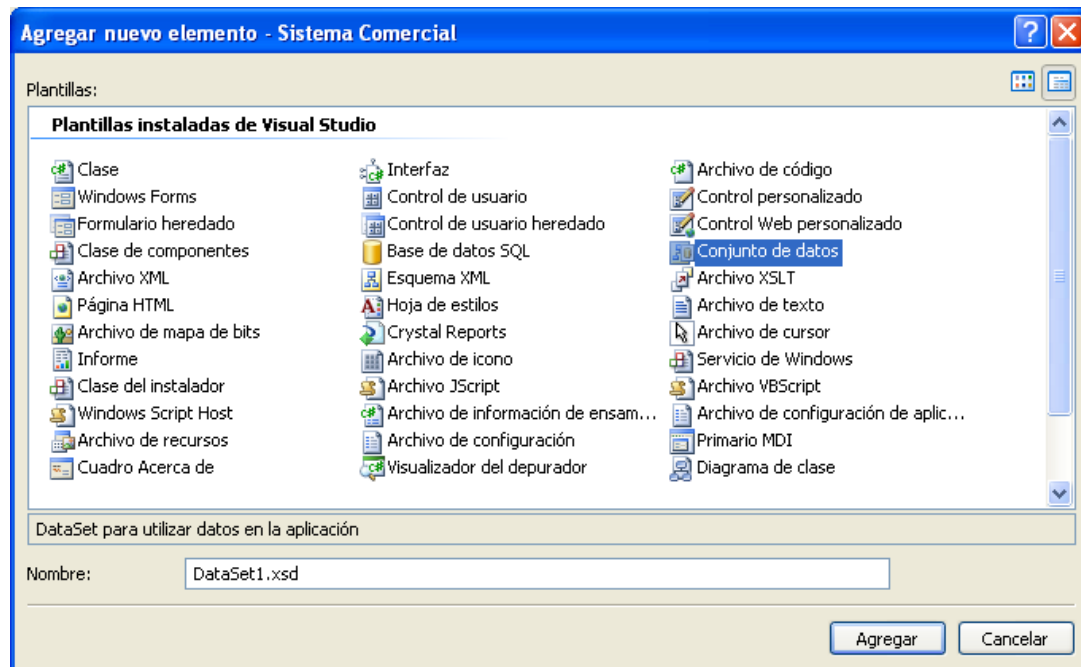 Agregar nuevo elemento - Sistema Comercial
Plantillas:
Plantillas instaladas de Visual Studio
Clase Interfaz Archivo de código
Windows Forms Control de usuario Control personalizado
Formulario heredado Control de usuario heredado Control Web personalizado
Clase de componentes Base de datos SQL Conjunto de datos
Archivo XML Esquema XML Archivo XSLT
Página HTML Hoja de estilos Archivo de texto
Archivo de mapa de bits Crystal Reports Archivo de cursor
Informe Archivo de icono Servicio de Windows
Clase del instalador Archivo JScript Archivo VBScript
Windows Script Host Archivo de información de ensam... Archivo de configuración de aplic...
Archivo de recursos Archivo de configuración Primario MDI
Cuadro Acerca de Visualizador del depurador Diagrama de clase
DataSet para utilizar datos en la aplicación
Nombre: DataSet1.xsd
Agregar Cancelar